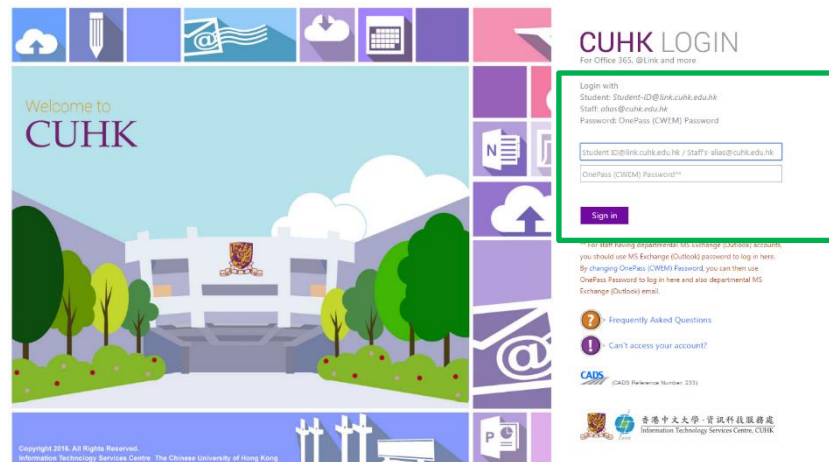 Welcome to
CUHK
N
@
P
Copyright 2016. All Rights Reserved.
Information Technology Services Centre. The Chinese University of Hong Kong
CUHK LOGIN
For Office 365, @Link and more
Login with
Student: Student-ID@link.cuhk.edu.hk
Staff: alias@cuhk.edu.hk
Password: OnePass (CWEM) Password
Student ID@link.cuhk.edu.hk / Staff's-alias@cuhk.edu.hk
OnePass (CWEM) Password**
Sign in
** For staff having departmental MS Exchange (Outlook) accounts,
you should use MS Exchange (Outlook) password to log in here.
By changing OnePass (CWEM) Password, you can then use
OnePass Password to log in here and also departmental MS
Exchange (Outlook) email.
? > Frequently Asked Questions
! > Can't access your account?
CADS (CADS Reference Number: 233)
香港中文大學 - 資訊科技服務處
Information Technology Services Centre, CUHK